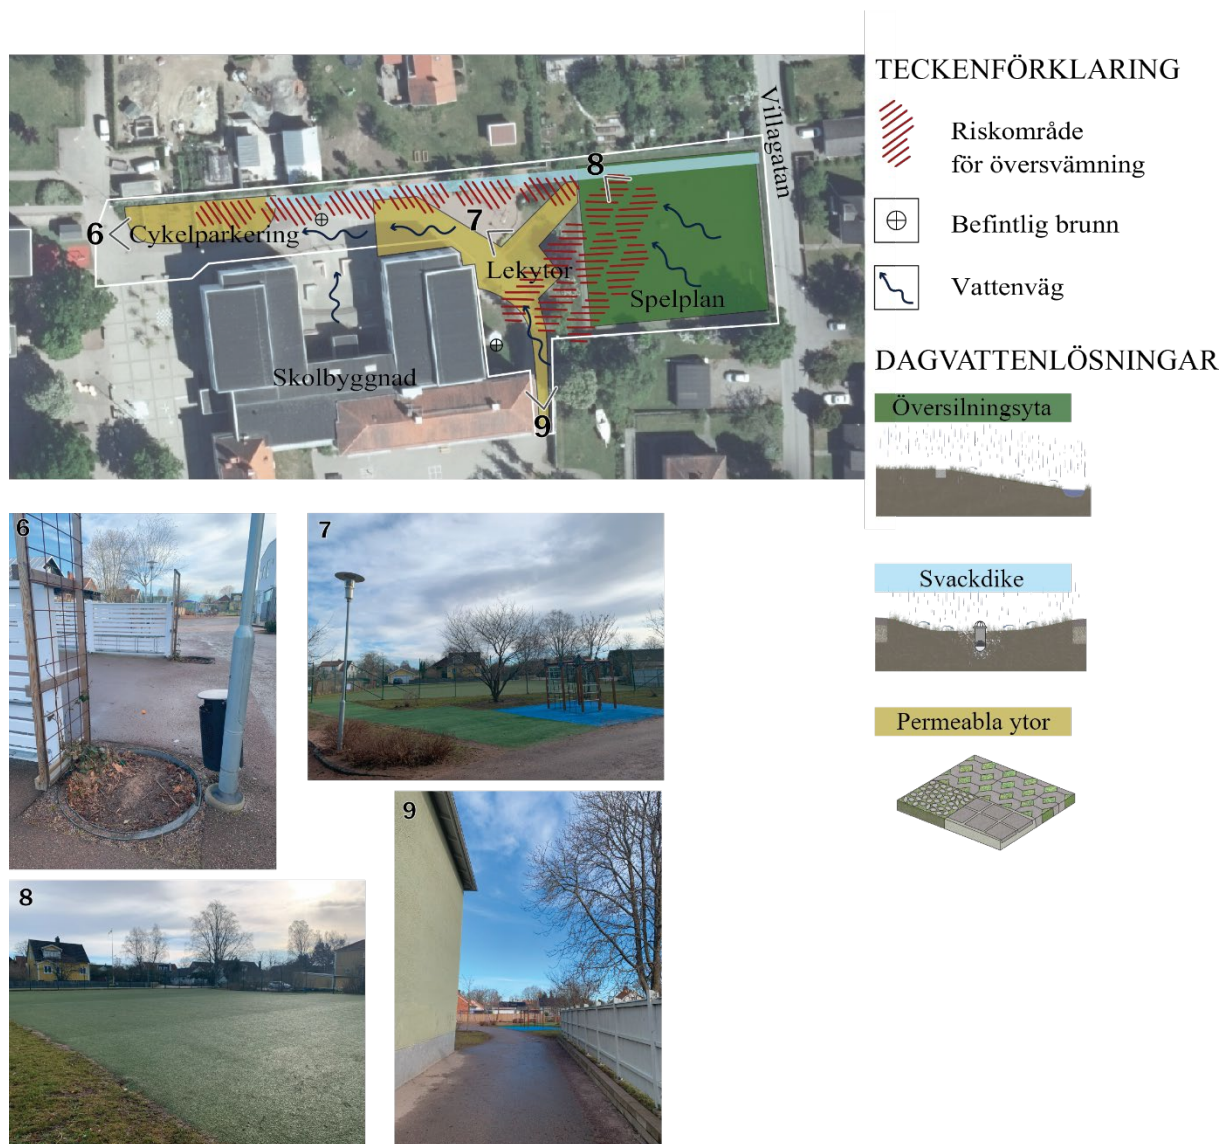 Villagatan
8
6
7
Cykelparkering
Lekytor
Spelplan
Skolbyggnad
9
TECKENFÖRKLARING
Riskområde
för översvämning
Befintlig brunn
Vattenväg
DAGVATTENLÖSNINGAR
Översilningsyta
Svackdike
Permeabla ytor
6
7
8
9